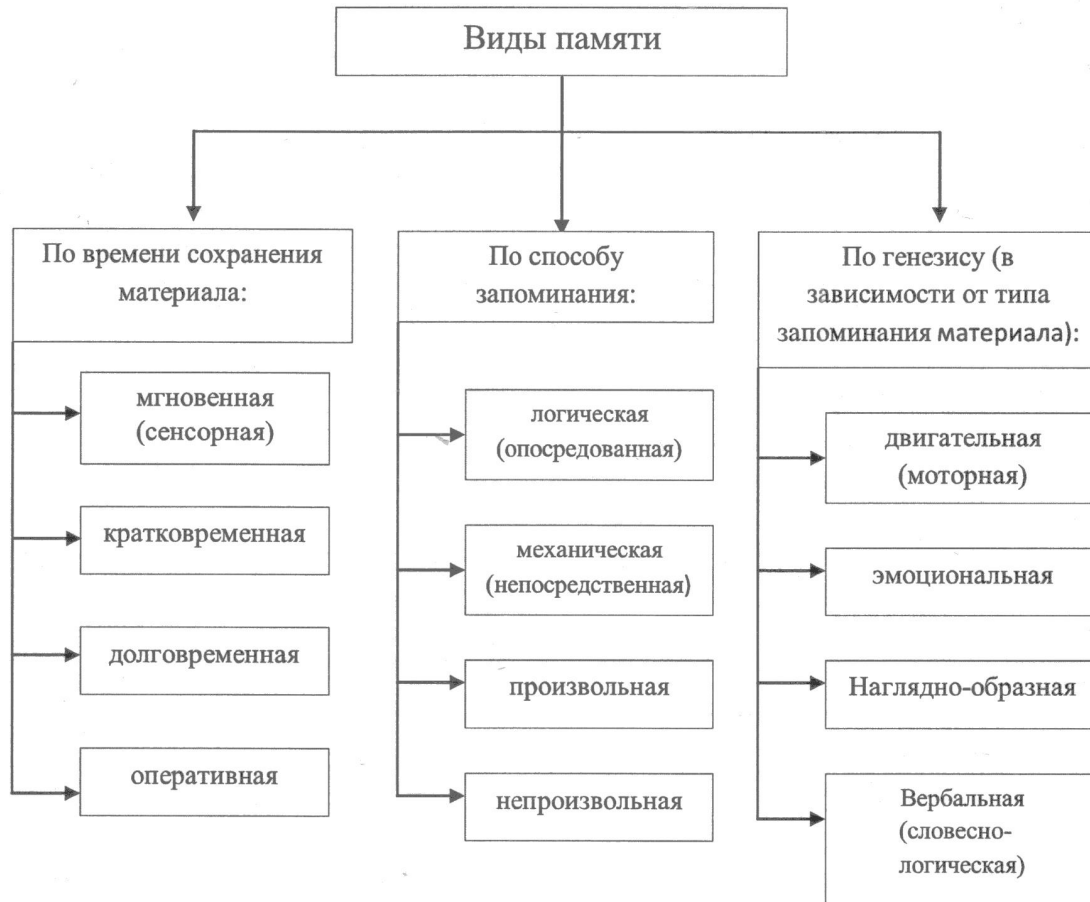 Виды памяти
По времени сохранения
материала:
мгновенная
(сенсорная)
кратковременная
долговременная
оперативная
По способу
запоминания:
логическая
(опосредованная)
механическая
(непосредственная)
произвольная
непроизвольная
По генезису (в
зависимости от типа
запоминания материала):
двигательная
(моторная)
эмоциональная
Наглядно-образная
Вербальная
(словесно-
логическая)